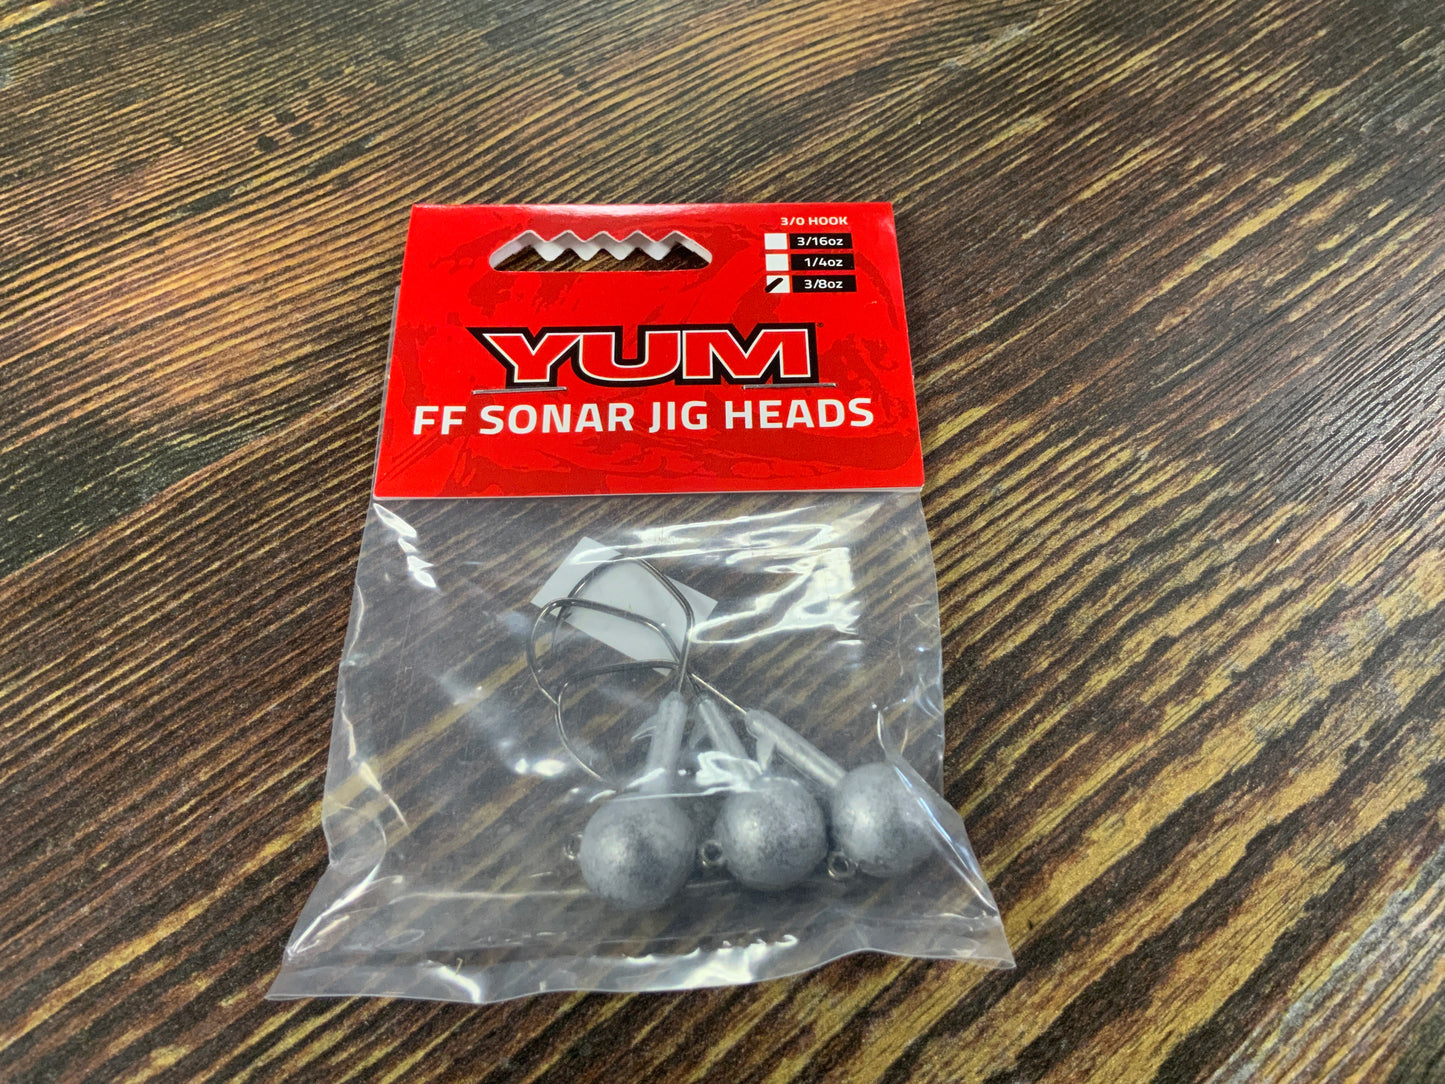 3/0 HOOK
3/16oz
1/4oz
3/8oz
YUM
FF SONAR JIG HEADS